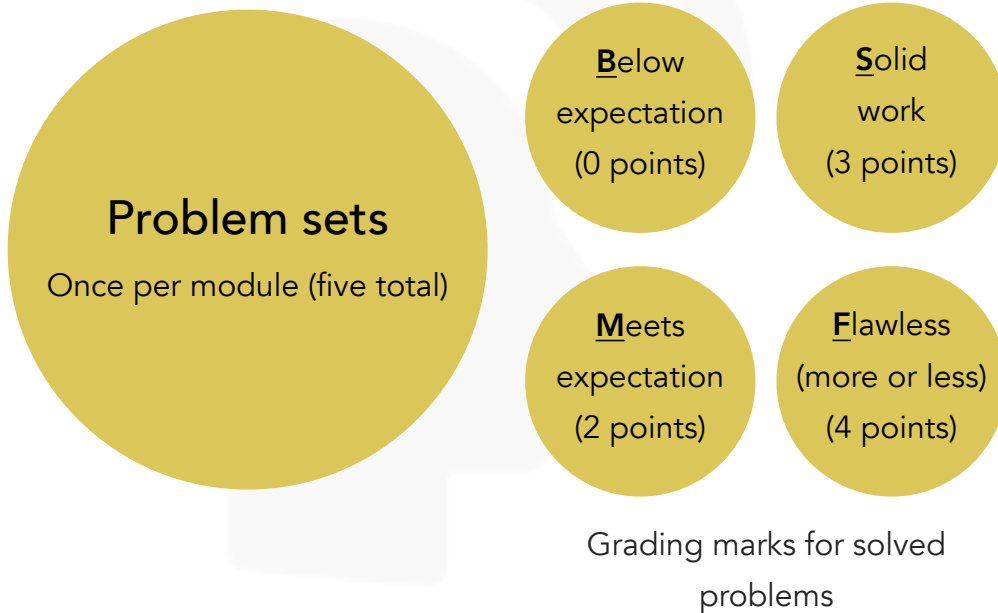 Problem sets
Once per module (five total)
Below
expectation
(0 points)
Solid
work
(3 points)
Meets
expectation
(2 points)
Flawless
(more or less)
(4 points)
Grading marks for solved
problems